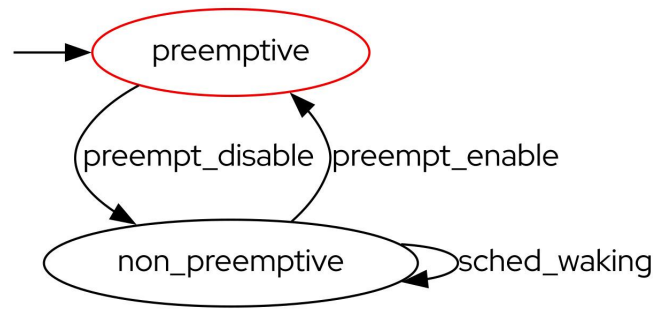 preemptive
preempt_disable
preempt_enable
non_preemptive
sched_waking